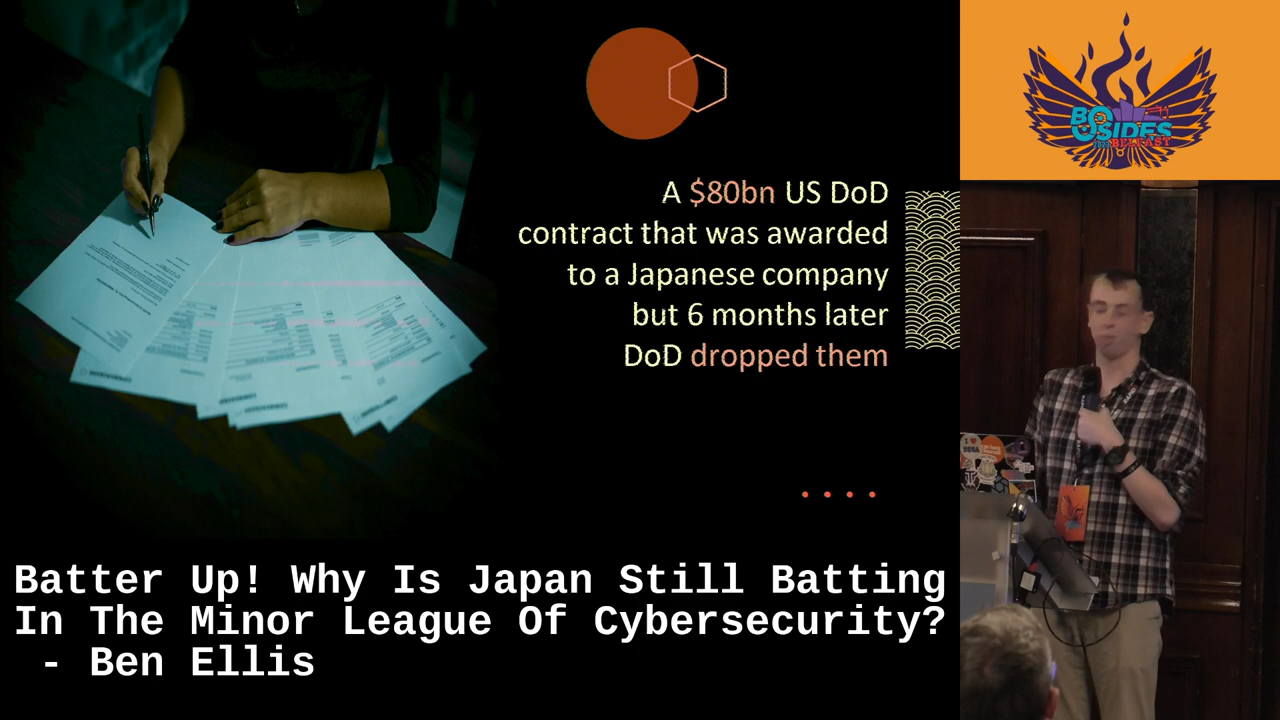 A $80bn US DoD
contract that was awarded
to a Japanese company
but 6 months later
DoD dropped them
BSIDES
2023 BELFAST
Batter Up! Why Is Japan Still Batting
In The Minor League Of Cybersecurity?
- Ben Ellis